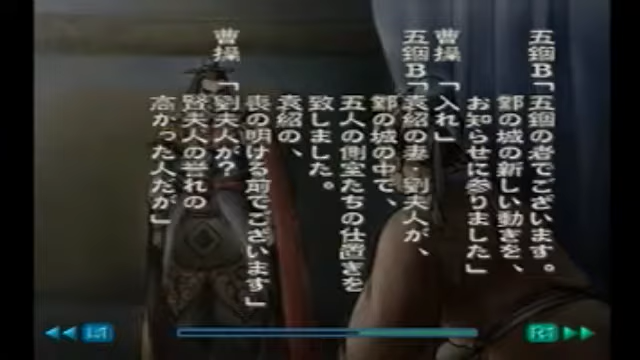 五錮B「五錮の者でございます。
鄴の城の新しい動きを、
お知らせに参りました」
曹操 「入れ」
五錮B「袁紹の妻・劉夫人が、
鄴の城の中で、
五人の側室たちの仕置きを
致しました。
袁紹の、
喪の明ける前でございます」
曹操 「劉夫人が?
賢夫人の誉れの
高かった人だが」
L1
R1